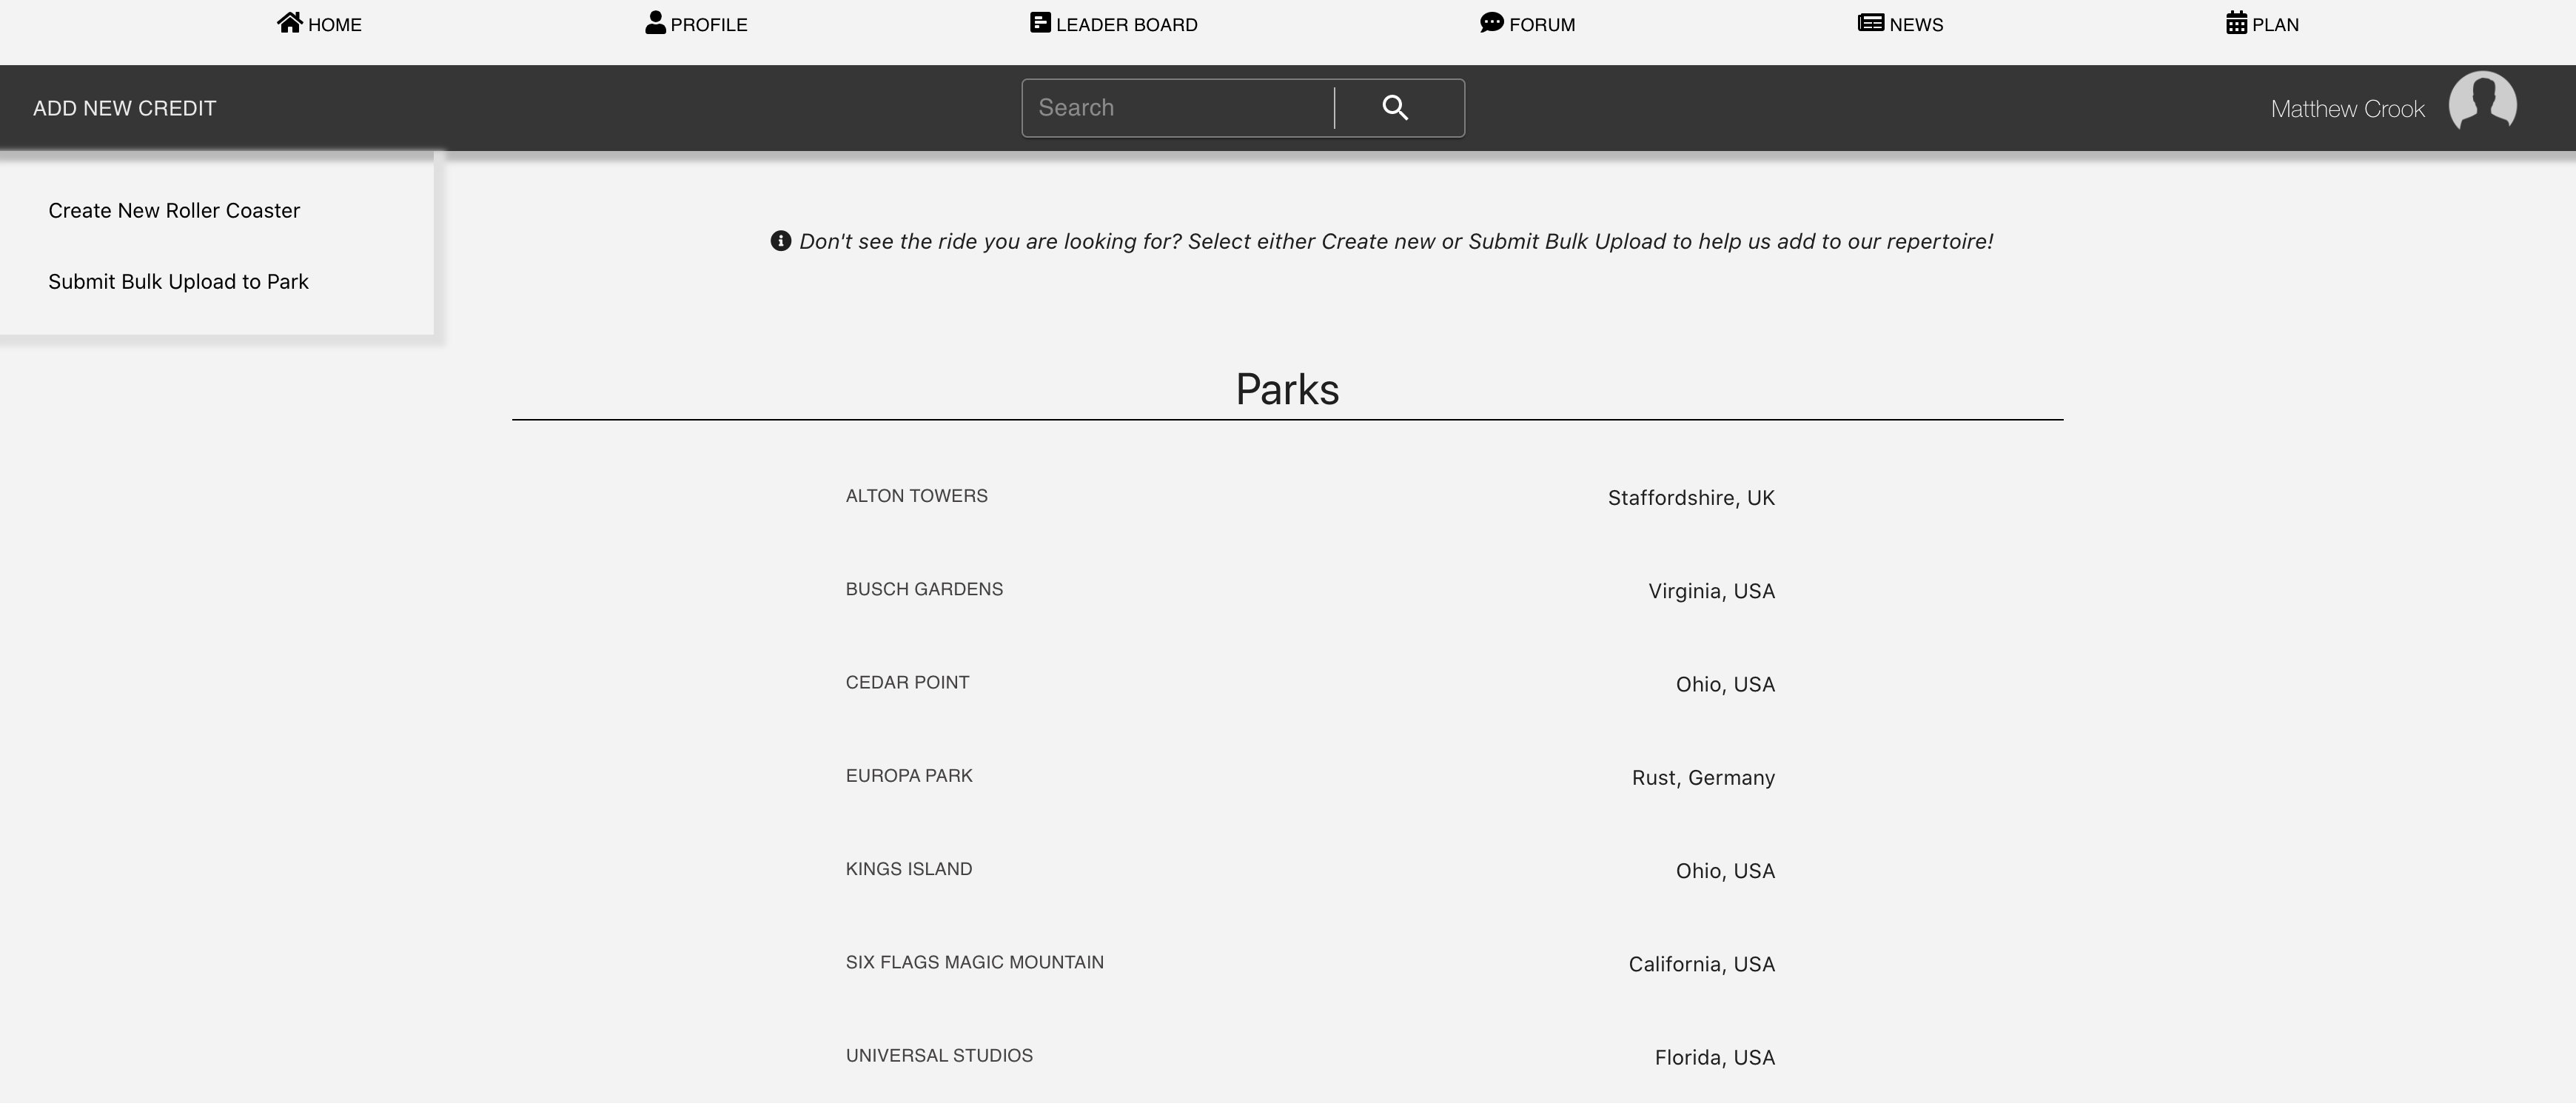 HOME PROFILE LEADER BOARD FORUM NEWS PLAN
ADD NEW CREDIT Search Matthew Crook
Create New Roller Coaster
Submit Bulk Upload to Park
Don't see the ride you are looking for? Select either Create new or Submit Bulk Upload to help us add to our repertoire!
Parks
ALTON TOWERS Staffordshire, UK
BUSCH GARDENS Virginia, USA
CEDAR POINT Ohio, USA
EUROPA PARK Rust, Germany
KINGS ISLAND Ohio, USA
SIX FLAGS MAGIC MOUNTAIN California, USA
UNIVERSAL STUDIOS Florida, USA